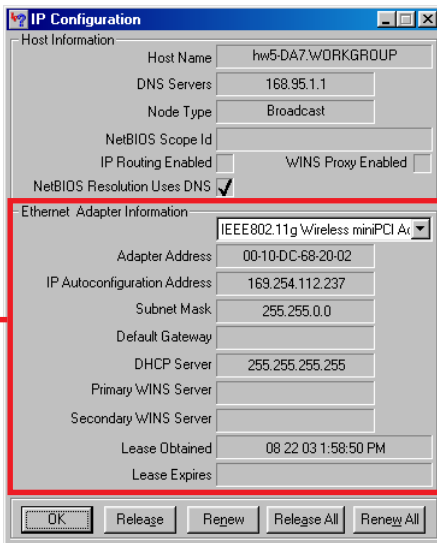 IP Configuration
Host Information
Host Name hw5-DA7.WORKGROUP
DNS Servers 168.95.1.1
Node Type Broadcast
NetBIOS Scope Id
IP Routing Enabled WINS Proxy Enabled
NetBIOS Resolution Uses DNS
Ethernet Adapter Information
IEEE802.11g Wireless miniPCI Ac
Adapter Address 00-10-DC-68-20-02
IP Autoconfiguration Address 169.254.112.237
Subnet Mask 255.255.0.0
Default Gateway
DHCP Server 255.255.255.255
Primary WINS Server
Secondary WINS Server
Lease Obtained 08 22 03 1:58:50 PM
Lease Expires
OK Release Renew Release All Renew All